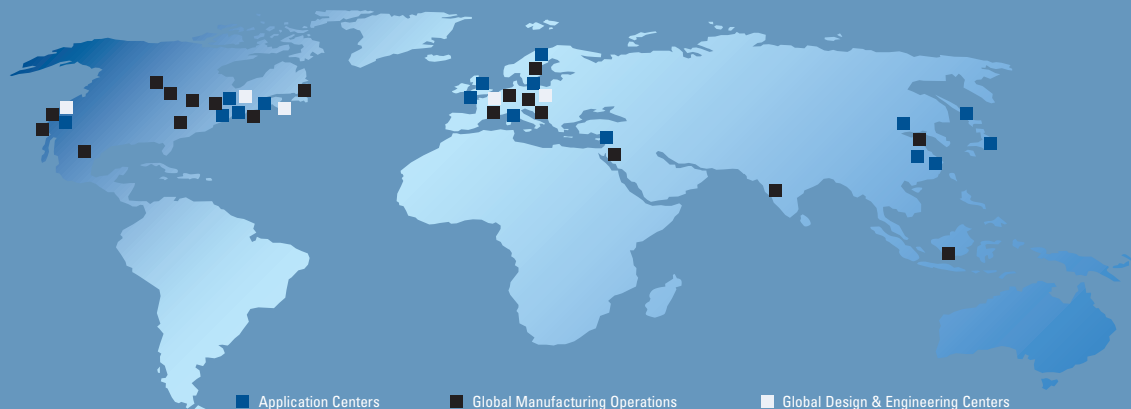 Application Centers
Global Manufacturing Operations
Global Design & Engineering Centers